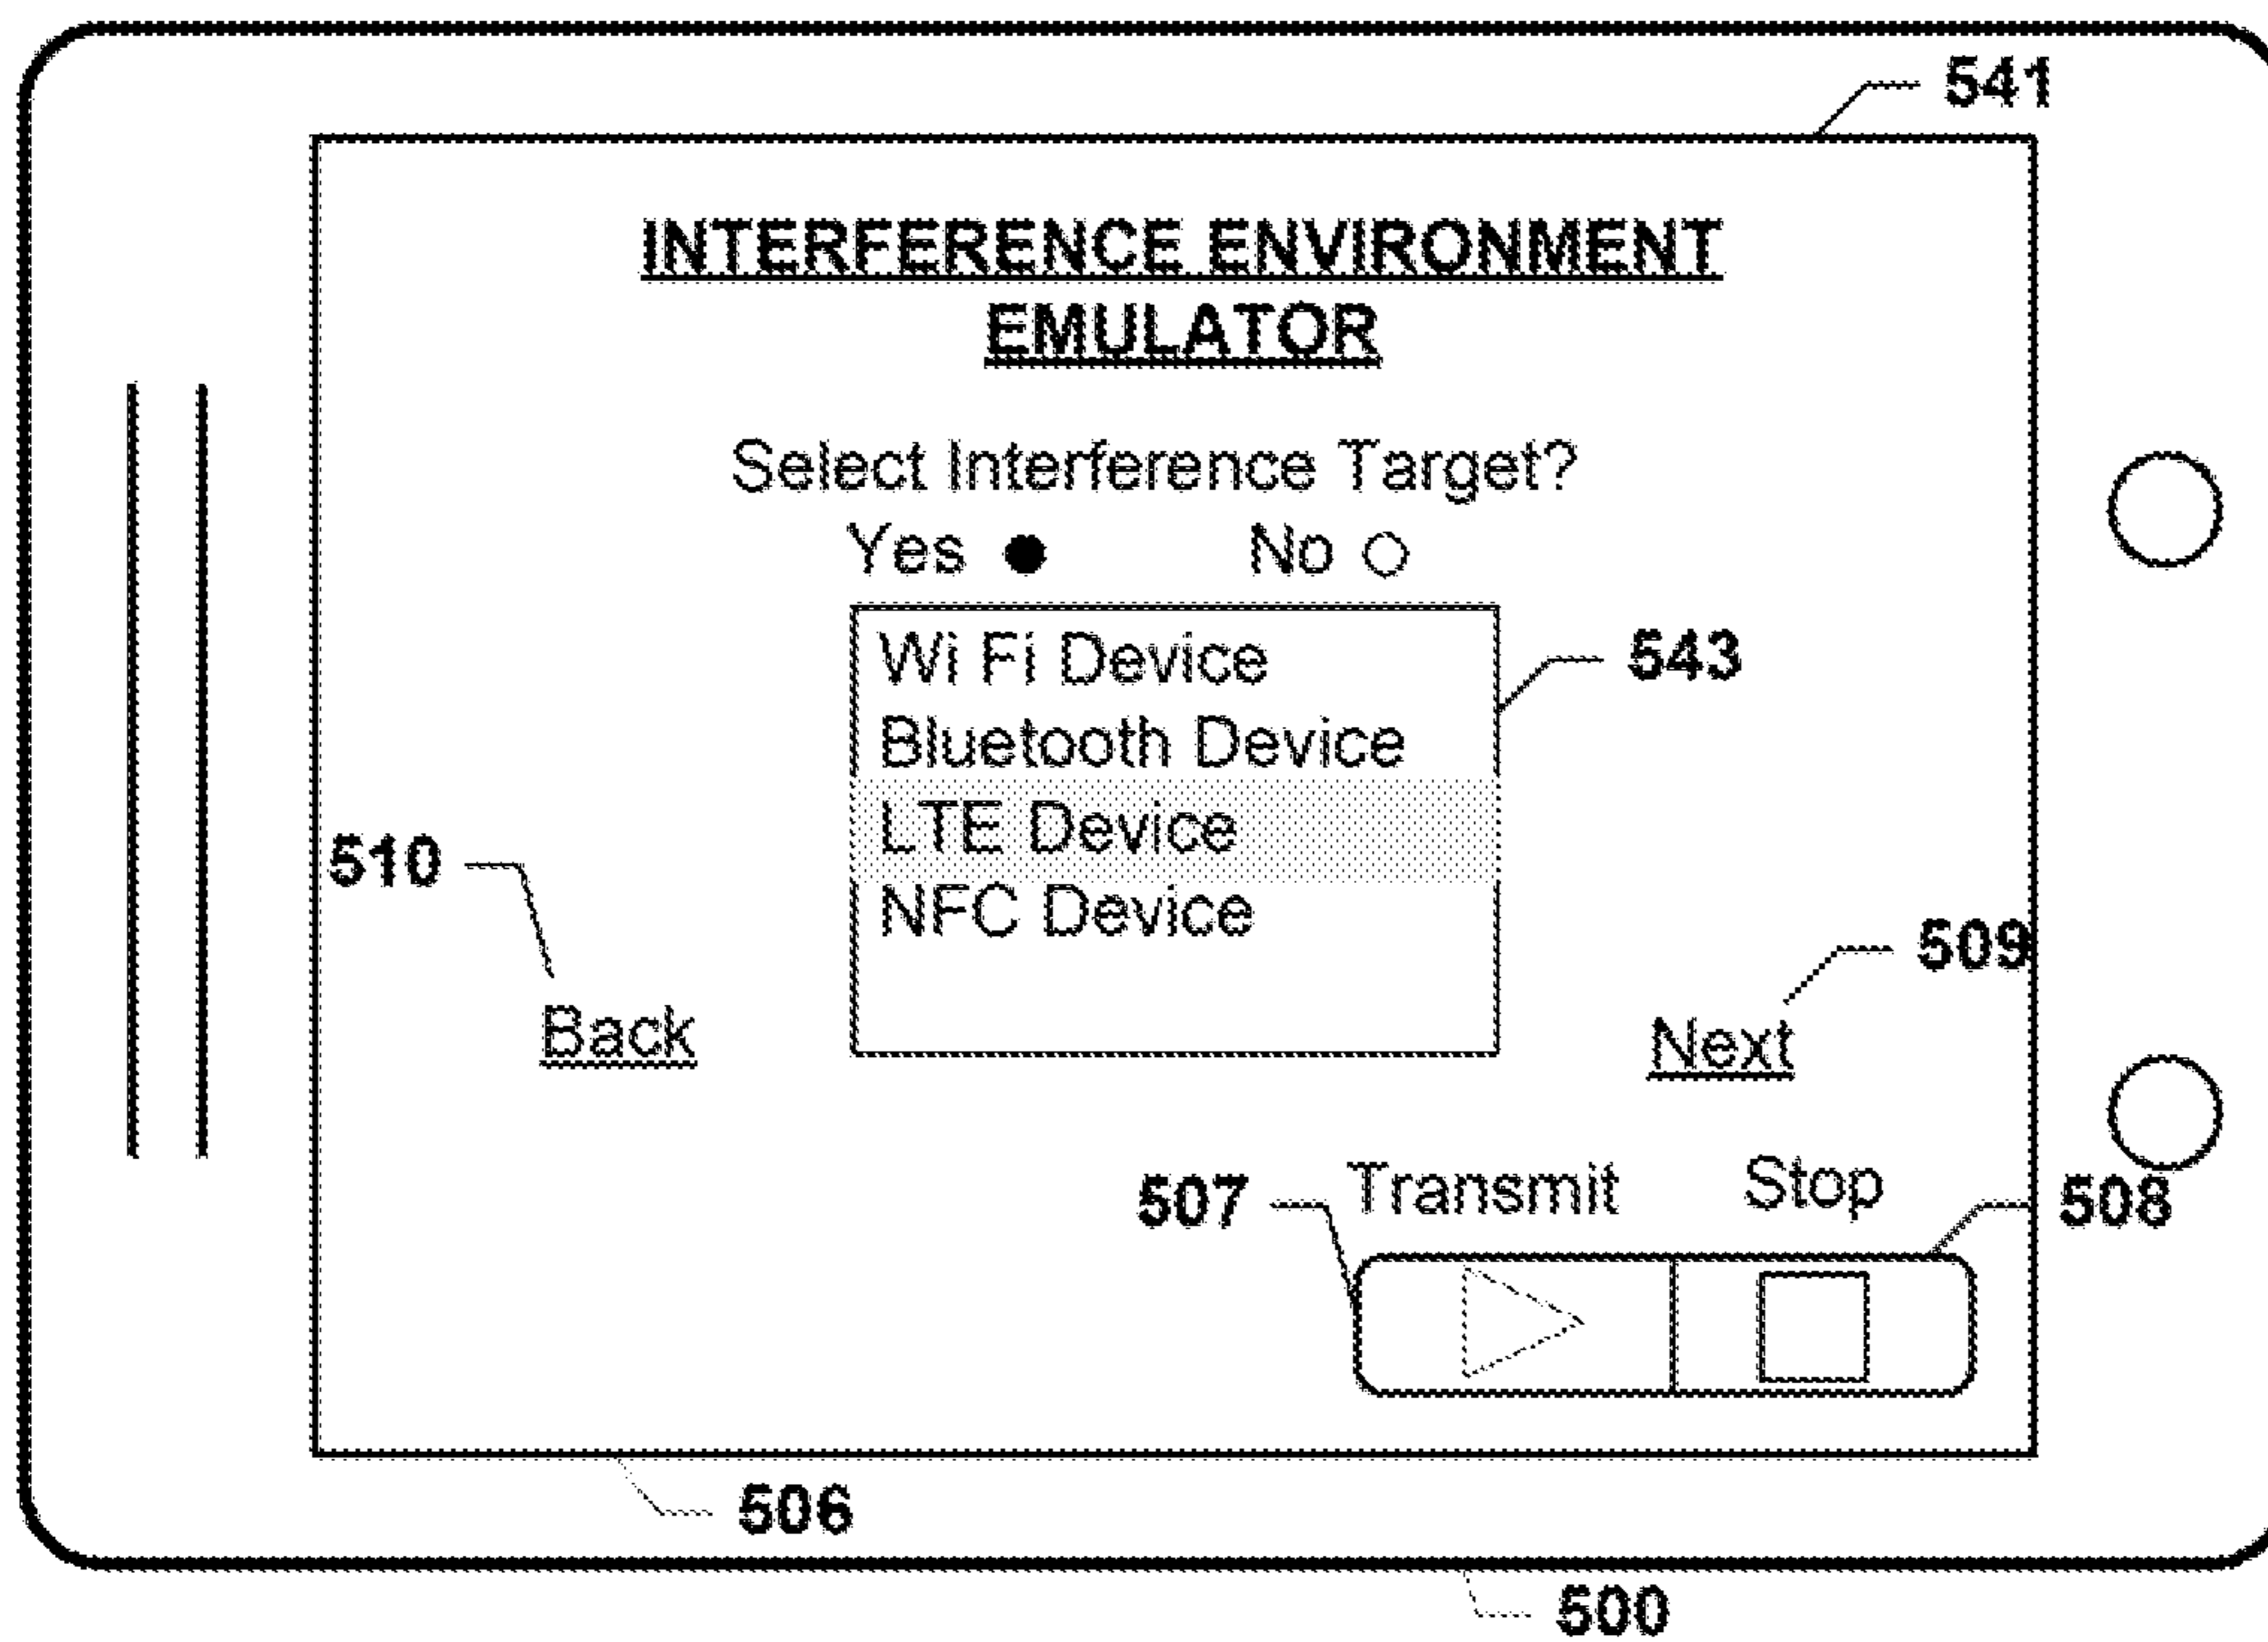 541
INTERFERENCE ENVIRONMENT
EMULATOR
Select Interference Target?
Yes No
Wi Fi Device
543
Bluetooth Device
LTE Device
510
NFC Device
509
Back
Next
507
Transmit
Stop
508
506
500